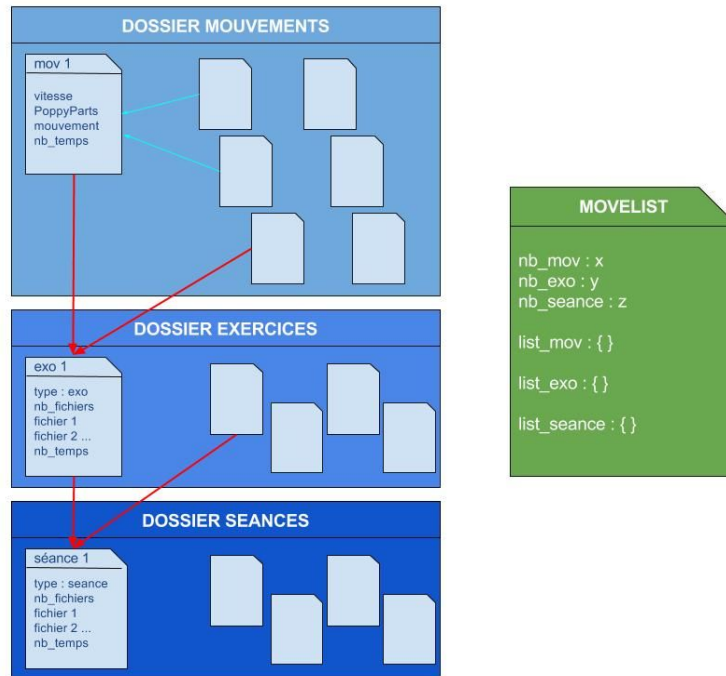 DOSSIER MOUVEMENTS
mov 1
vitesse
PoppyParts
mouvement
nb_temps
DOSSIER EXERCICES
exo 1
type : exo
nb_fichiers
fichier 1
fichier 2 ...
nb_temps
DOSSIER SEANCES
séance 1
type : seance
nb_fichiers
fichier 1
fichier 2 ...
nb_temps
MOVELIST
nb_mov : x
nb_exo : y
nb_seance : z
list_mov : { }
list_exo : { }
list_seance : { }